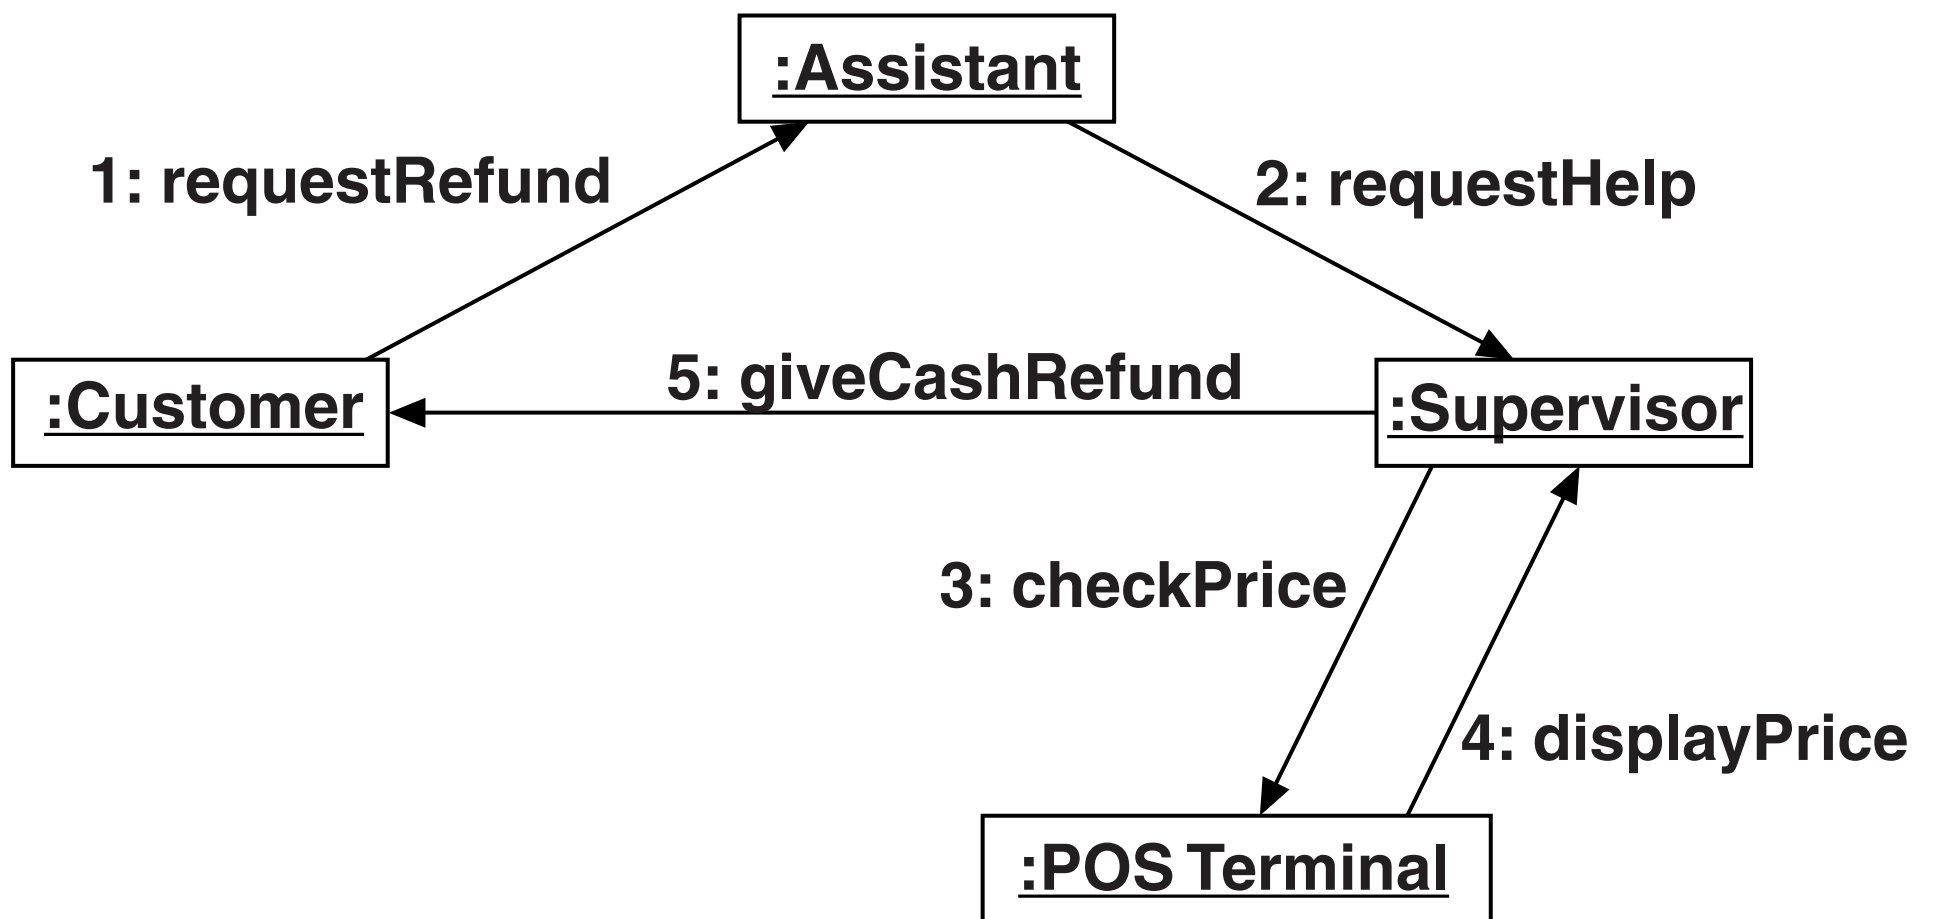 :Assistant
1: requestRefund
2: requestHelp
5: giveCashRefund
:Customer
:Supervisor
3: checkPrice
4: displayPrice
:POS Terminal